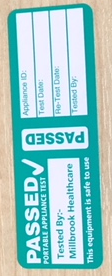 PASSED✓
PORTABLE APPLIANCE TEST
Tested By:-
Millbrook Healthcare
This equipment is safe to use
PASSED
Appliance ID:
Test Date:
Re-Test Date:
Tested By: